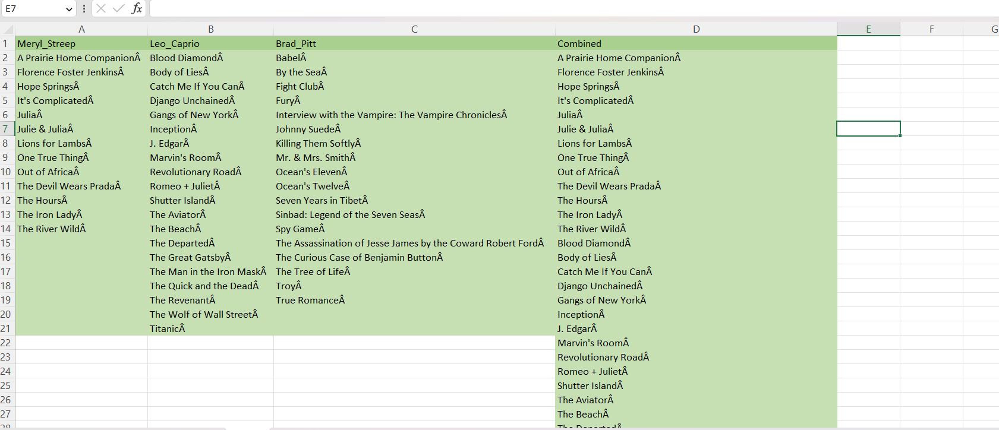 E7 fx
A B C D E F G
1 Meryl_Streep Leo_Caprio Brad_Pitt Combined
2 A Prairie Home CompanionÂ Blood DiamondÂ BabelÂ A Prairie Home CompanionÂ
3 Florence Foster JenkinsÂ Body of LiesÂ By the SeaÂ Florence Foster JenkinsÂ
4 Hope SpringsÂ Catch Me If You CanÂ Fight ClubÂ Hope SpringsÂ
5 It's ComplicatedÂ Django UnchainedÂ FuryÂ It's ComplicatedÂ
6 JuliaÂ Gangs of New YorkÂ Interview with the Vampire: The Vampire ChroniclesÂ JuliaÂ
7 Julie & JuliaÂ InceptionÂ Johnny SuedeÂ Julie & JuliaÂ
8 Lions for LambsÂ J. EdgarÂ Killing Them SoftlyÂ Lions for LambsÂ
9 One True ThingÂ Marvin's RoomÂ Mr. & Mrs. SmithÂ One True ThingÂ
10 Out of AfricaÂ Revolutionary RoadÂ Ocean's ElevenÂ Out of AfricaÂ
11 The Devil Wears PradaÂ Romeo + JulietÂ Ocean's TwelveÂ The Devil Wears PradaÂ
12 The HoursÂ Shutter IslandÂ Seven Years in TibetÂ The HoursÂ
13 The Iron LadyÂ The AviatorÂ Sinbad: Legend of the Seven SeasÂ The Iron LadyÂ
14 The River WildÂ The BeachÂ Spy GameÂ The River WildÂ
15 The DepartedÂ The Assassination of Jesse James by the Coward Robert FordÂ Blood DiamondÂ
16 The Great GatsbyÂ The Curious Case of Benjamin ButtonÂ Body of LiesÂ
17 The Man in the Iron MaskÂ The Tree of LifeÂ Catch Me If You CanÂ
18 The Quick and the DeadÂ TroyÂ Django UnchainedÂ
19 The RevenantÂ True RomanceÂ Gangs of New YorkÂ
20 The Wolf of Wall StreetÂ InceptionÂ
21 TitanicÂ J. EdgarÂ
22 Marvin's RoomÂ
23 Revolutionary RoadÂ
24 Romeo + JulietÂ
25 Shutter IslandÂ
26 The AviatorÂ
27 The BeachÂ
28 The DepartedÂ